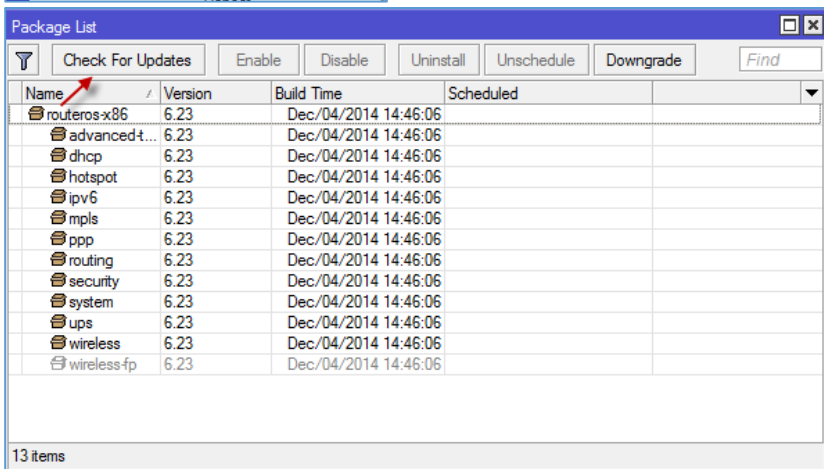 Package List
Check For Updates Enable Disable Uninstall Unschedule Downgrade Find
Name Version Build Time Scheduled
routeros-x86 6.23 Dec/04/2014 14:46:06
advanced-t... 6.23 Dec/04/2014 14:46:06
dhcp 6.23 Dec/04/2014 14:46:06
hotspot 6.23 Dec/04/2014 14:46:06
ipv6 6.23 Dec/04/2014 14:46:06
mpls 6.23 Dec/04/2014 14:46:06
ppp 6.23 Dec/04/2014 14:46:06
routing 6.23 Dec/04/2014 14:46:06
security 6.23 Dec/04/2014 14:46:06
system 6.23 Dec/04/2014 14:46:06
ups 6.23 Dec/04/2014 14:46:06
wireless 6.23 Dec/04/2014 14:46:06
wireless-fp 6.23 Dec/04/2014 14:46:06
13 items